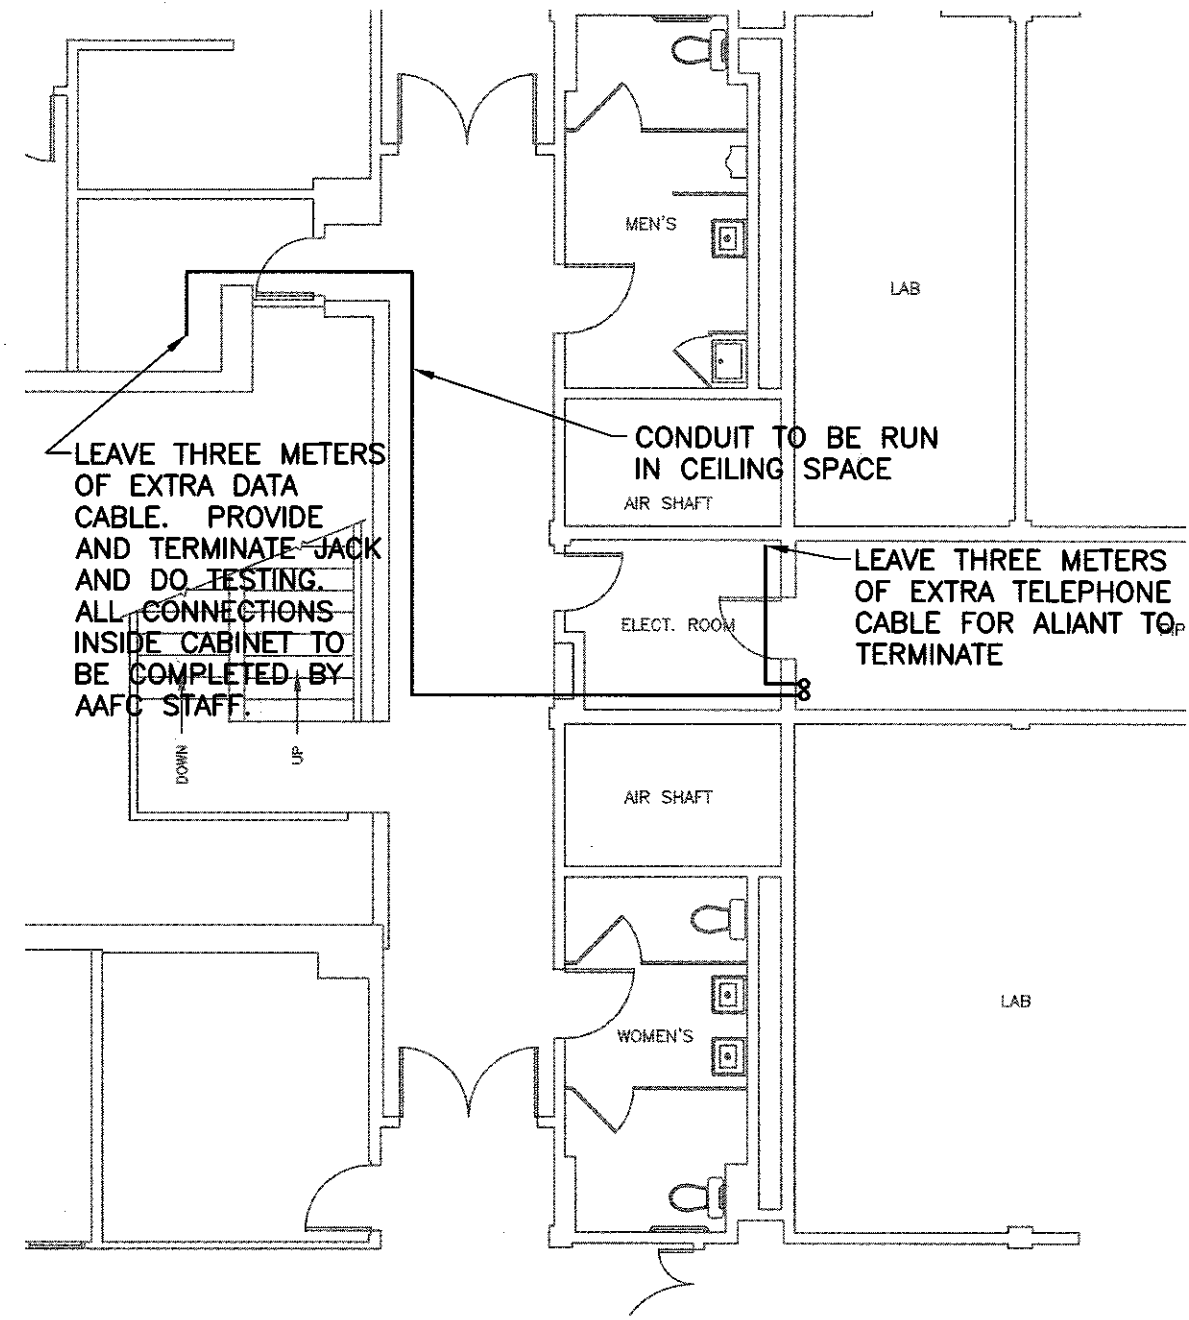 MEN'S
LAB
LEAVE THREE METERS
OF EXTRA DATA
CABLE. PROVIDE
AND TERMINATE JACK
AND DO TESTING.
ALL CONNECTIONS
INSIDE CABINET TO
BE COMPLETED BY
AAFC STAFF.
CONDUIT TO BE RUN
IN CEILING SPACE
AIR SHAFT
LEAVE THREE METERS
OF EXTRA TELEPHONE
CABLE FOR ALIANT TO
TERMINATE
ELECT. ROOM
DOWN
UP
AIR SHAFT
LAB
WOMEN'S